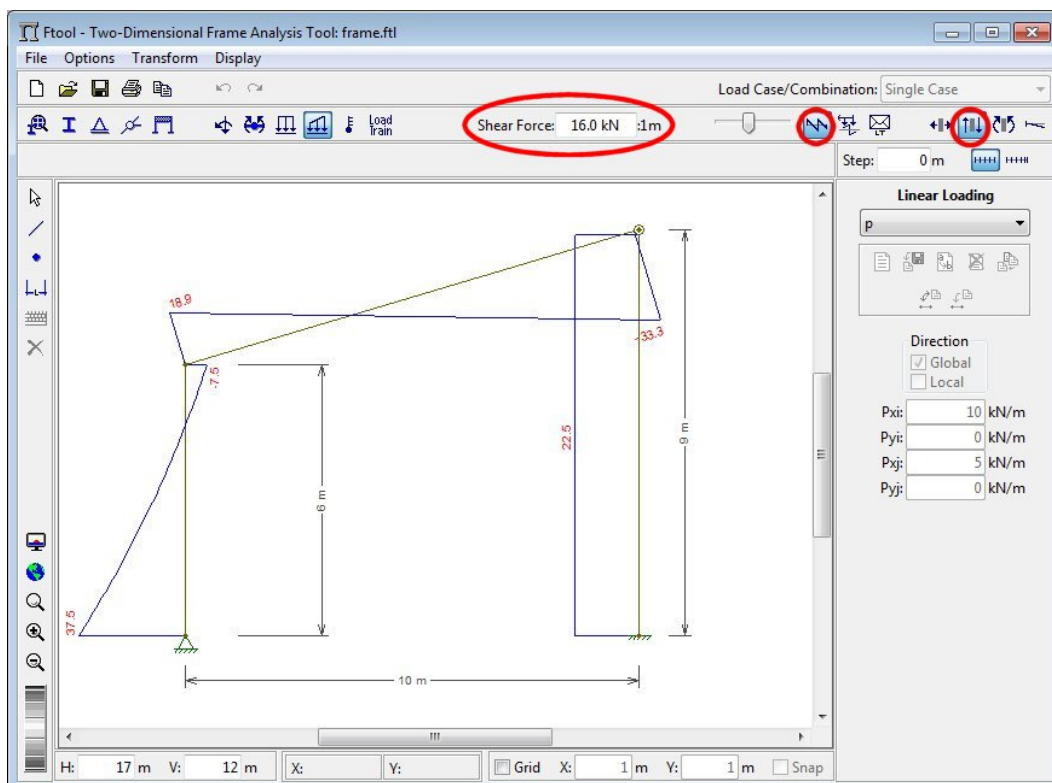 Ftool - Two-Dimensional Frame Analysis Tool: frame.ftl
File Options Transform Display
Load Case/Combination: Single Case
Load Train
Shear Force: 16.0 kN :1m
LT
Step: 0 m
Linear Loading
p
Direction
Global
Local
Pxi: 10 kN/m
Pyi: 0 kN/m
Pxj: 5 kN/m
Pyj: 0 kN/m
18.9
-33.3
-7.5
22.5
6 m
9 m
37.5
10 m
H: 17 m V: 12 m X: Y: Grid X: 1 m Y: 1 m Snap